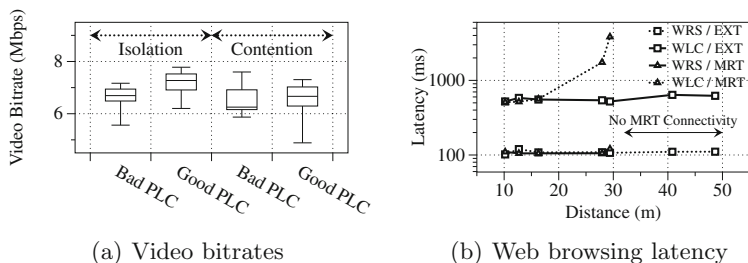 Video Bitrate (Mbps)
8
6
Isolation
Contention
Bad PLC
Good PLC
Bad PLC
Good PLC
(a) Video bitrates
Latency (ms)
1000
100
WRS / EXT
WLC / EXT
WRS / MRT
WLC / MRT
No MRT Connectivity
10
20
30
40
50
Distance (m)
(b) Web browsing latency